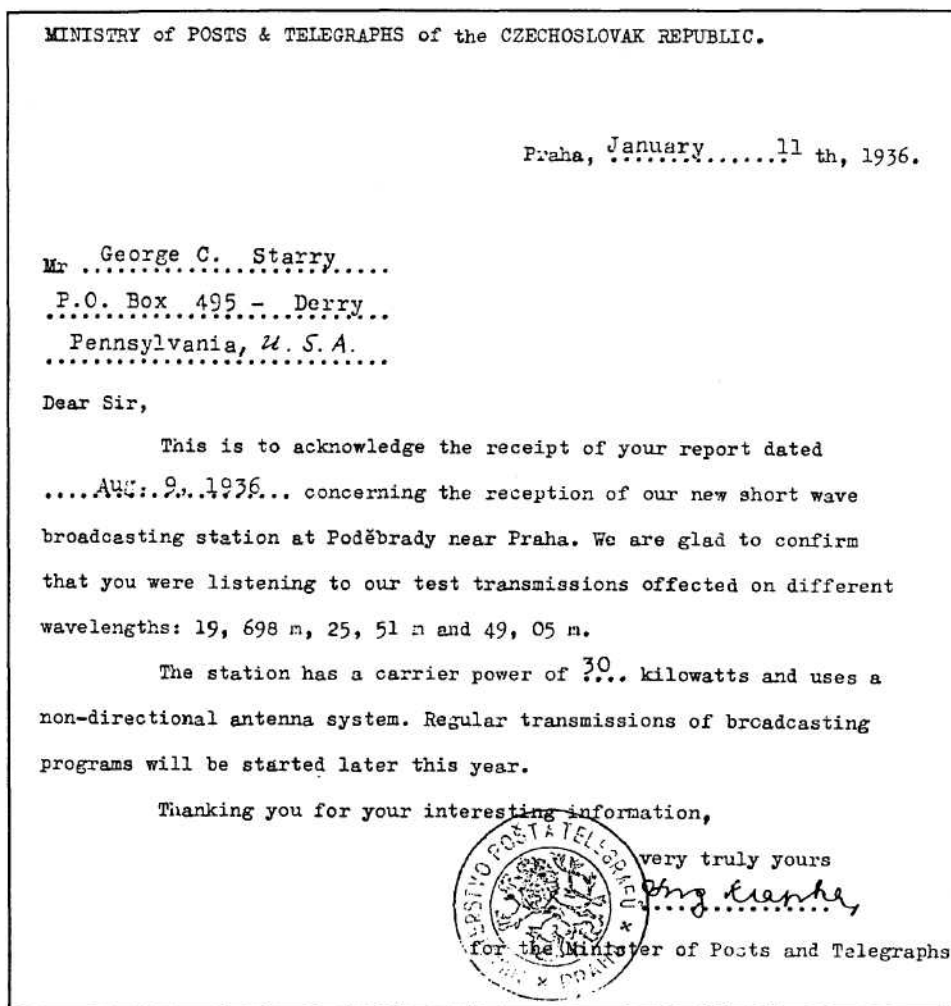 MINISTRY of POSTS & TELEGRAPHS of the CZECHOSLOVAK REPUBLIC.
Praha, January 11 th, 1936.
Mr George C. Starry
P.O. Box 495 - Derry
Pennsylvania, U.S.A.
Dear Sir,
This is to acknowledge the receipt of your report dated
Aug. 9, 1936 concerning the reception of our new short wave
broadcasting station at Poděbrady near Praha. We are glad to confirm
that you were listening to our test transmissions offected on different
wavelengths: 19, 698 m, 25, 51 m and 49, 05 m.
The station has a carrier power of 30 kilowatts and uses a
non-directional antenna system. Regular transmissions of broadcasting
programs will be started later this year.
Thanking you for your interesting information,
very truly yours
Ing
for the Minister of Posts and Telegraphs
POŠT A TELEGRAFŮ * PRAHA *